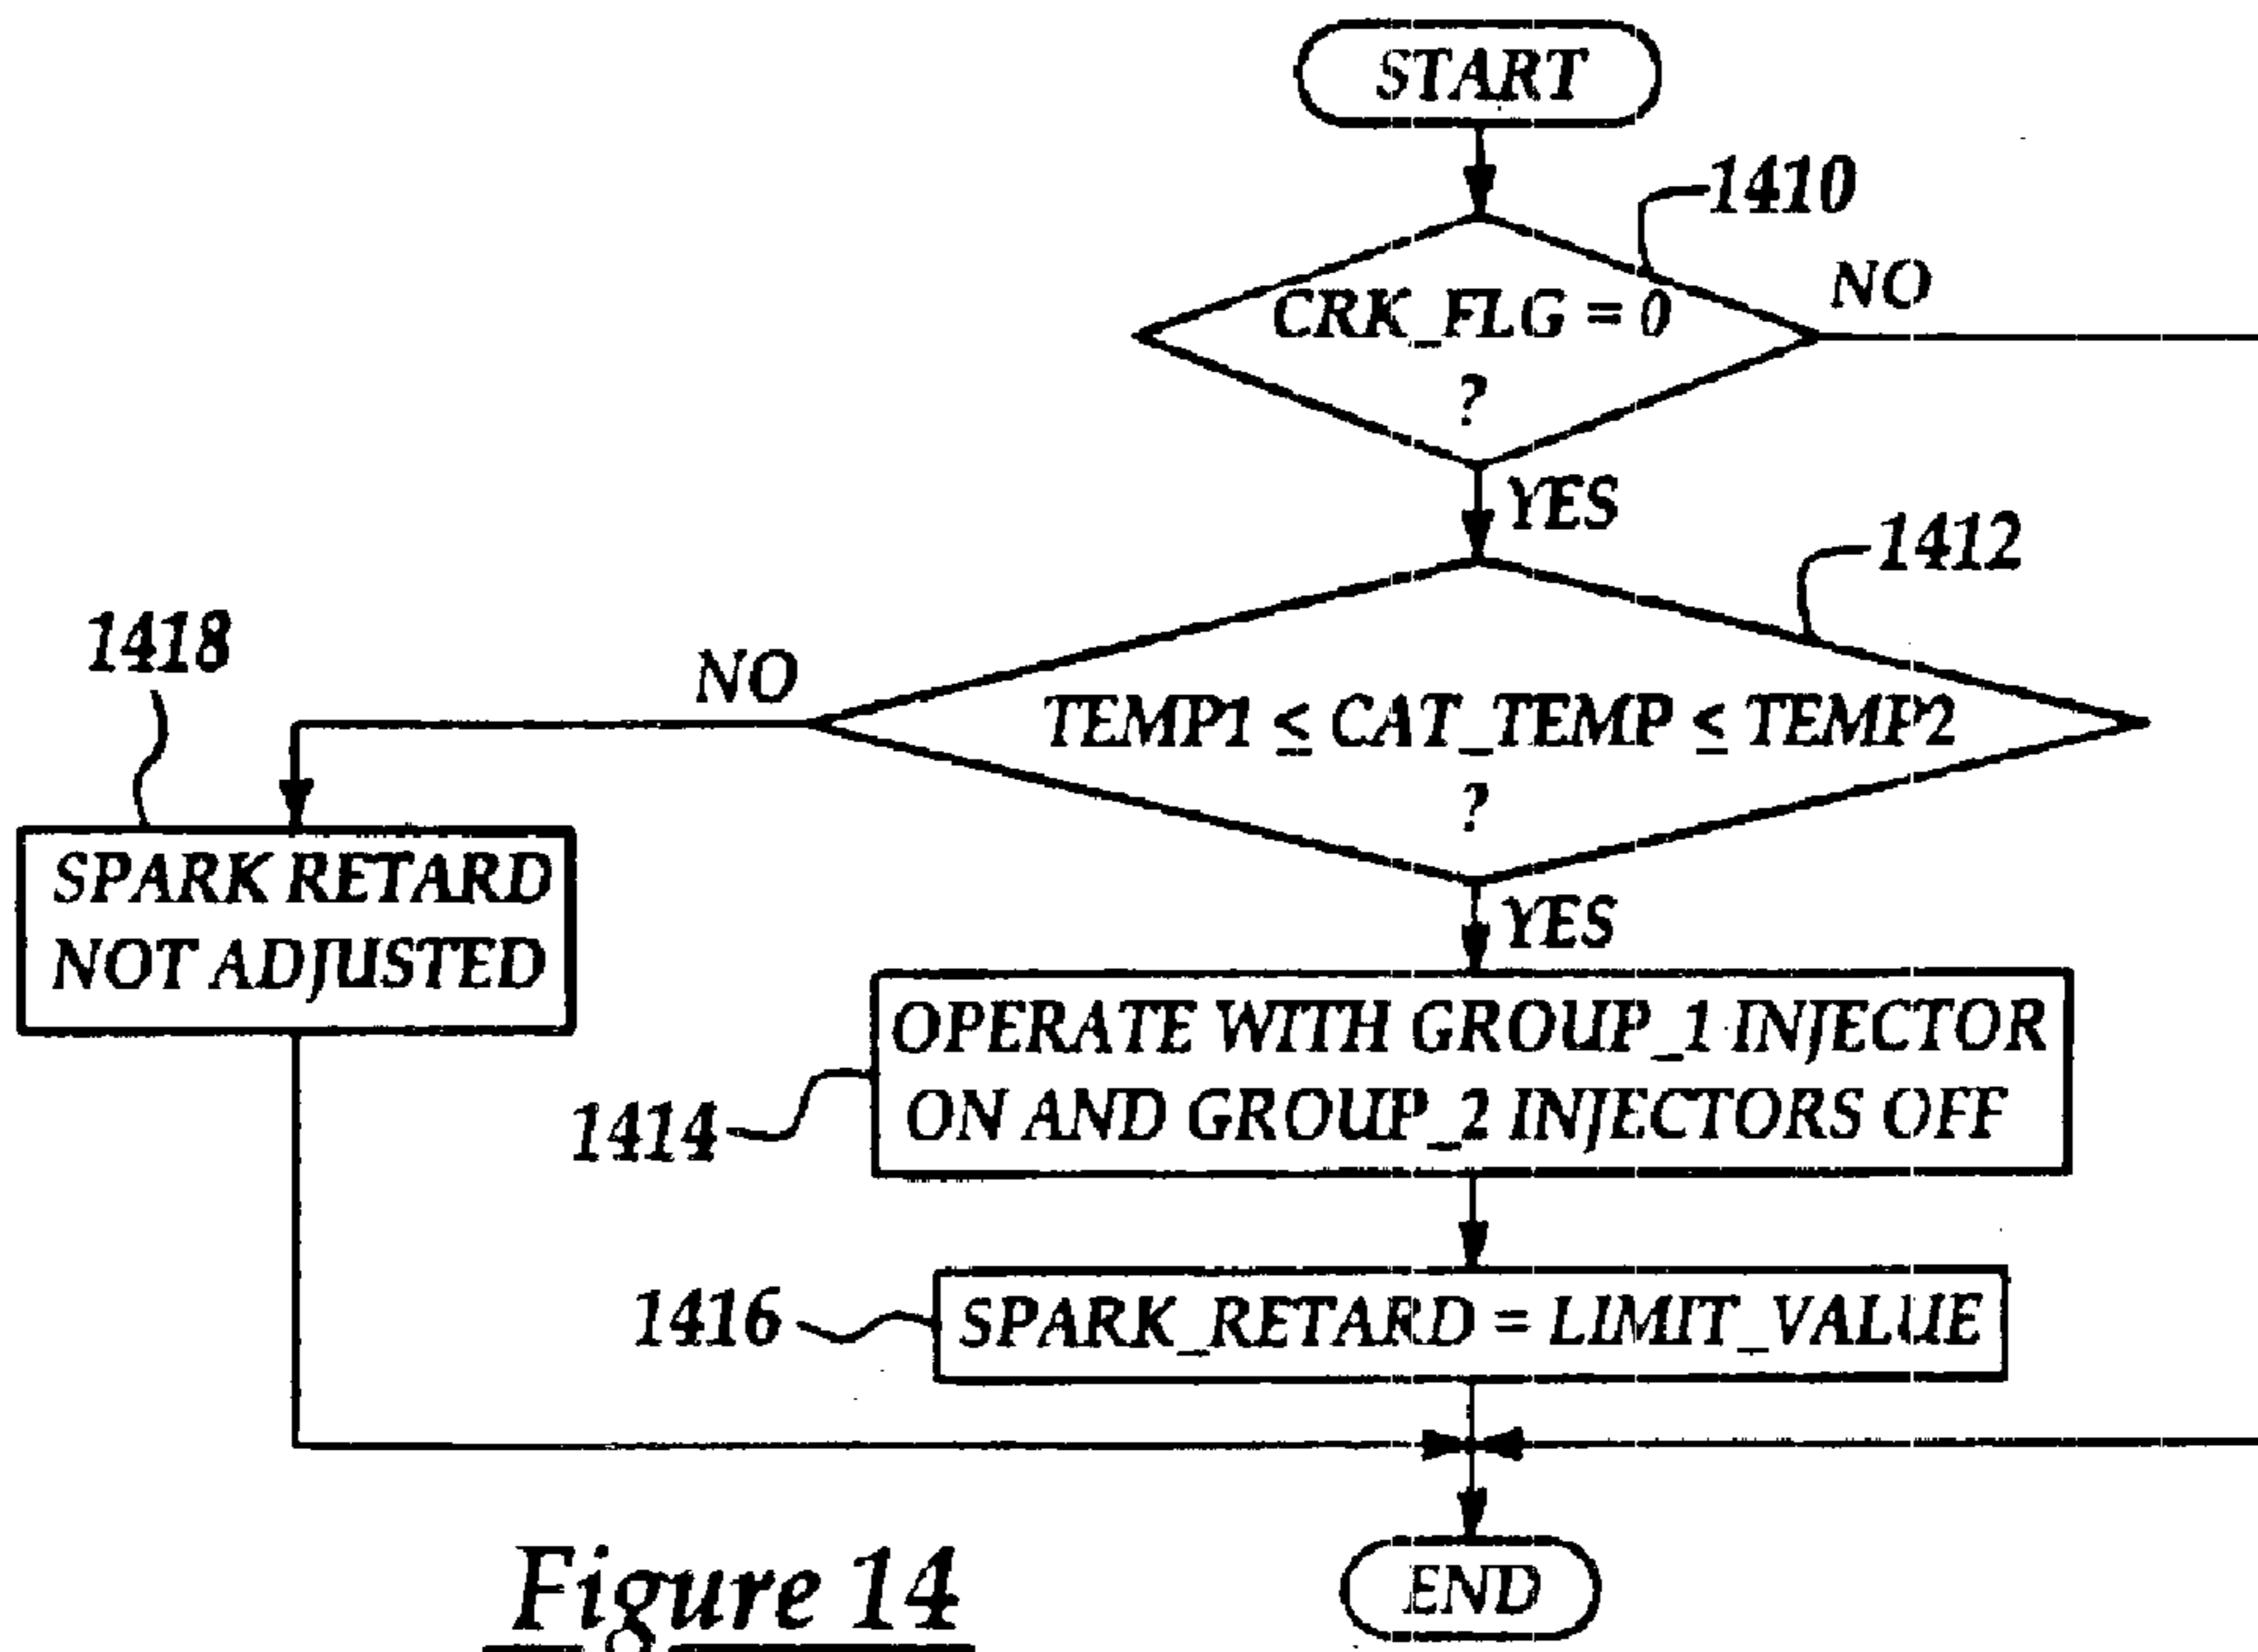 START
1410
CRK_FLG = 0
?
NO
YES
1412
TEMP1 ≤ CAT_TEMP ≤ TEMP2
?
NO
1418
SPARK RETARD
NOT ADJUSTED
YES
OPERATE WITH GROUP_1 INJECTOR
ON AND GROUP_2 INJECTORS OFF
1414
1416
SPARK_RETARD = LIMIT_VALUE
END
Figure 14